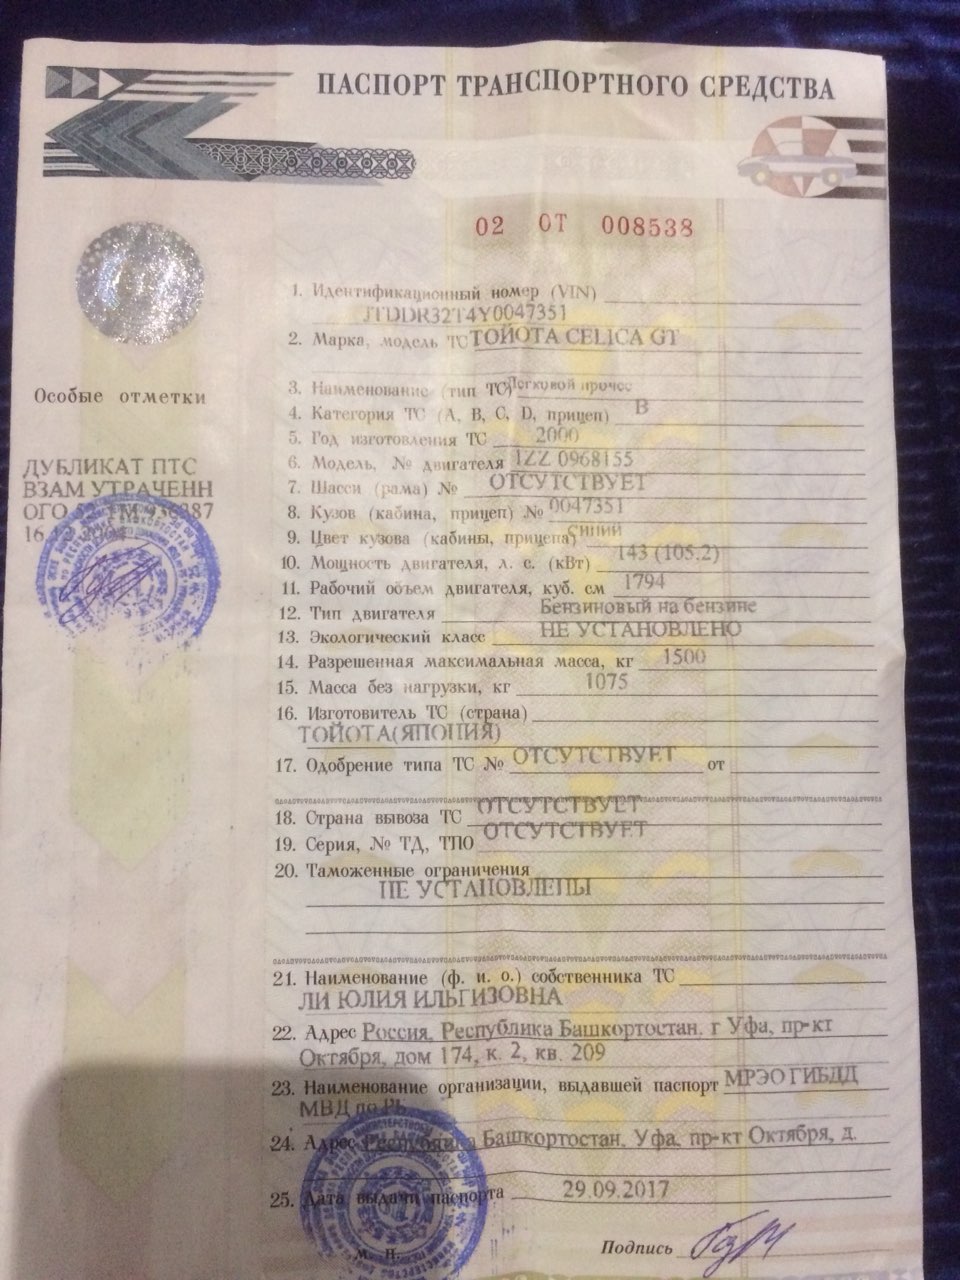 ПАСПОРТ ТРАНСПОРТНОГО СРЕДСТВА
02 ОТ 008538
1. Идентификационный номер (VIN)
JTDDR32T4Y0047351
2. Марка, модель ТС ТОЙОТА CELICA GT
3. Наименование (тип ТС) Легковой прочее
4. Категория ТС (А, В, С, D, прицеп) В
5. Год изготовления ТС 2000
6. Модель, № двигателя 1ZZ 0968155
7. Шасси (рама) № ОТСУТСТВУЕТ
8. Кузов (кабина, прицеп) № 0047351
9. Цвет кузова (кабины, прицепа) СИНИЙ
10. Мощность двигателя, л. с. (кВт) 143 (105.2)
11. Рабочий объем двигателя, куб. см 1794
12. Тип двигателя Бензиновый на бензине
13. Экологический класс НЕ УСТАНОВЛЕНО
14. Разрешенная максимальная масса, кг 1500
15. Масса без нагрузки, кг 1075
16. Изготовитель ТС (страна)
ТОЙОТА(ЯПОНИЯ)
17. Одобрение типа ТС № ОТСУТСТВУЕТ от
18. Страна вывоза ТС ОТСУТСТВУЕТ
19. Серия, № ТД, ТПО ОТСУТСТВУЕТ
20. Таможенные ограничения
НЕ УСТАНОВЛЕНЫ
21. Наименование (ф. и. о.) собственника ТС
ЛИ ЮЛИЯ ИЛЬГИЗОВНА
22. Адрес Россия, Республика Башкортостан, г Уфа, пр-кт
Октября, дом 174, к. 2, кв. 209
23. Наименование организации, выдавшей паспорт МРЭО ГИБДД
МВД по РБ
24. Адрес Республика Башкортостан, Уфа, пр-кт Октября, д.
25. Дата выдачи паспорта 29.09.2017
М. П.
Подпись
Особые отметки
ДУБЛИКАТ ПТС
ВЗАМ УТРАЧЕНН
ОГО
16